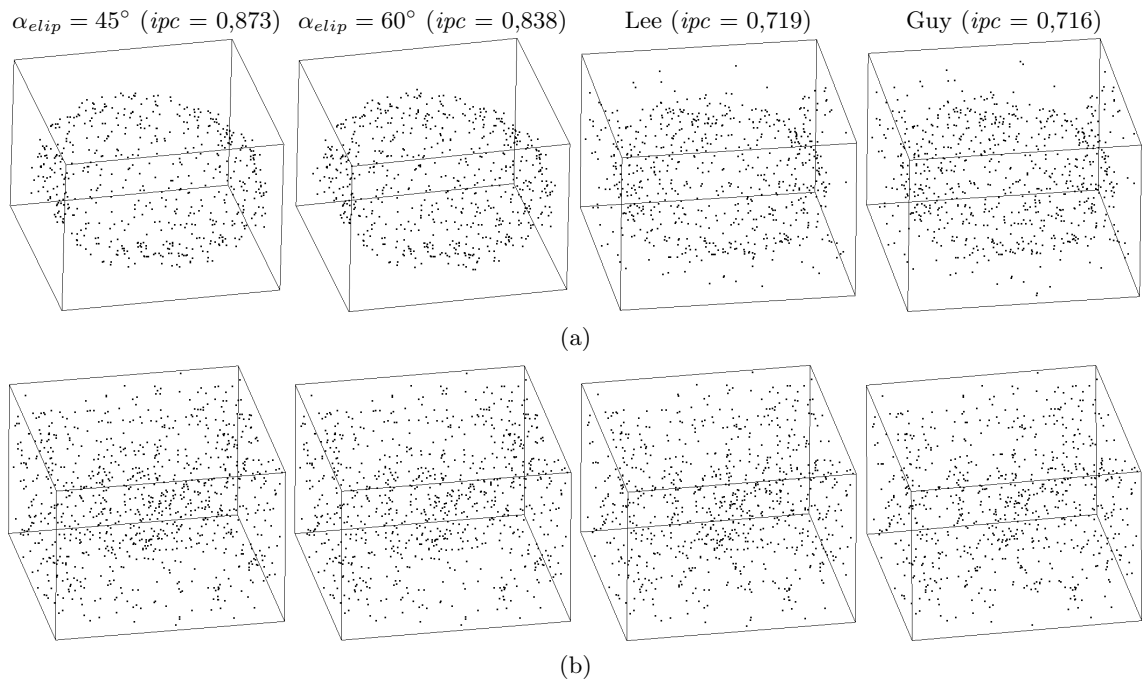 α_elip = 45° (ipc = 0,873) α_elip = 60° (ipc = 0,838) Lee (ipc = 0,719) Guy (ipc = 0,716)
(a)
(b)